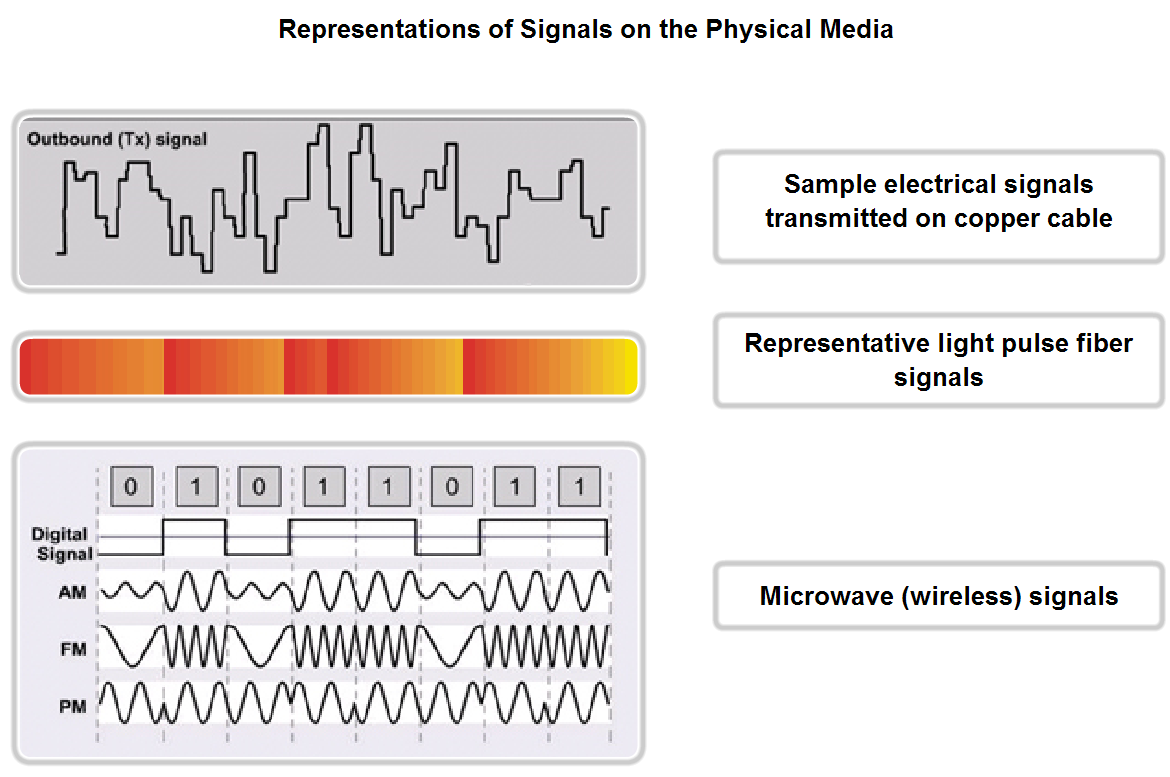 Representations of Signals on the Physical Media
Outbound (Tx) signal
Sample electrical signals
transmitted on copper cable
Representative light pulse fiber
signals
0 1 0 1 1 0 1 1
Digital
Signal
AM
FM
PM
Microwave (wireless) signals